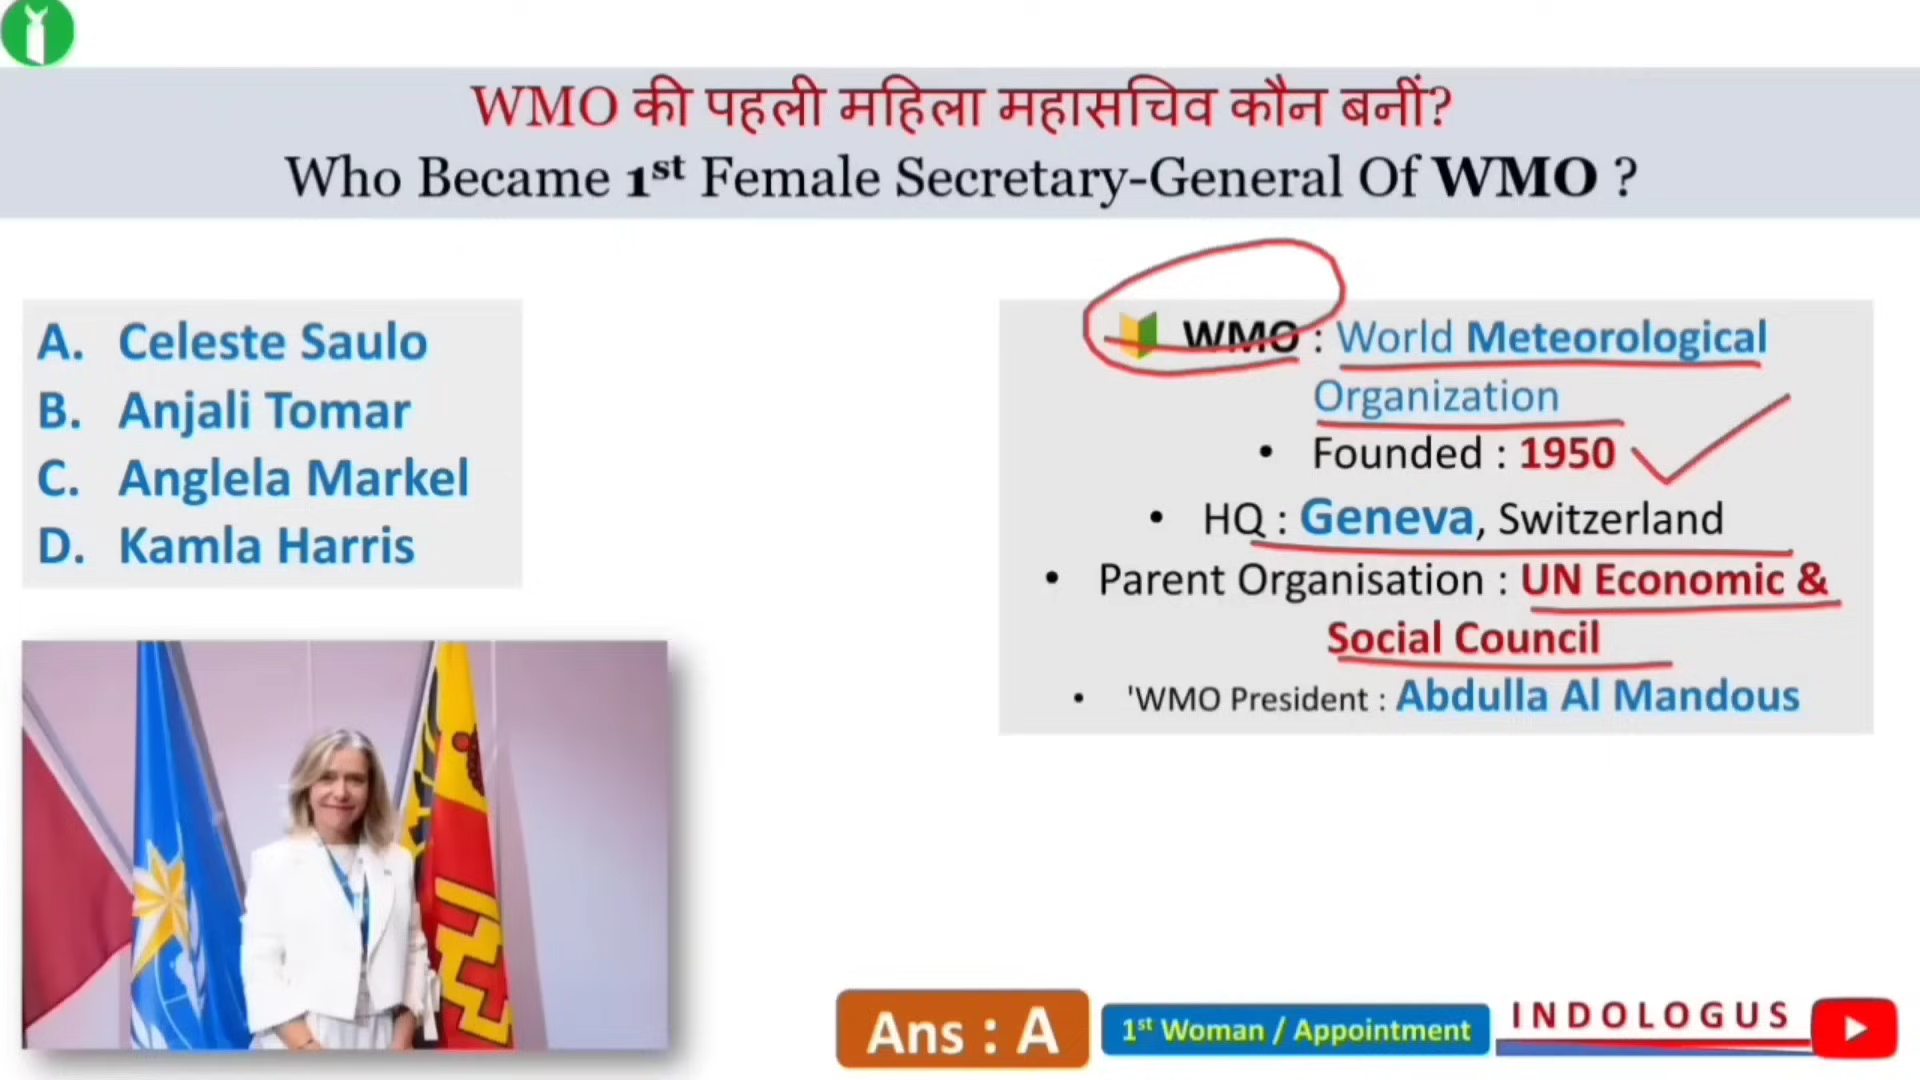 WMO की पहली महिला महासचिव कौन बनीं?
Who Became 1st Female Secretary-General Of WMO ?
A. Celeste Saulo
B. Anjali Tomar
C. Anglela Markel
D. Kamla Harris
WMO : World Meteorological
Organization
• Founded : 1950
• HQ : Geneva, Switzerland
• Parent Organisation : UN Economic &
Social Council
• 'WMO President : Abdulla Al Mandous
Ans : A
1st Woman / Appointment
INDOLOGUS